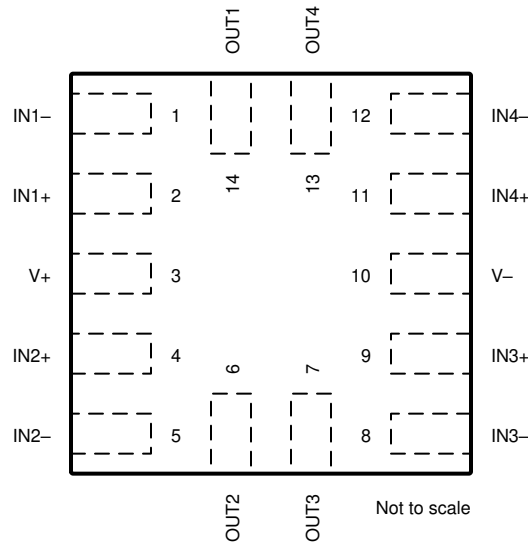 OUT1 OUT4
IN1– 1 12 IN4–
14 13
IN1+ 2 11 IN4+
V+ 3 10 V–
IN2+ 4 9 IN3+
6 7
IN2– 5 8 IN3–
OUT2 OUT3
Not to scale